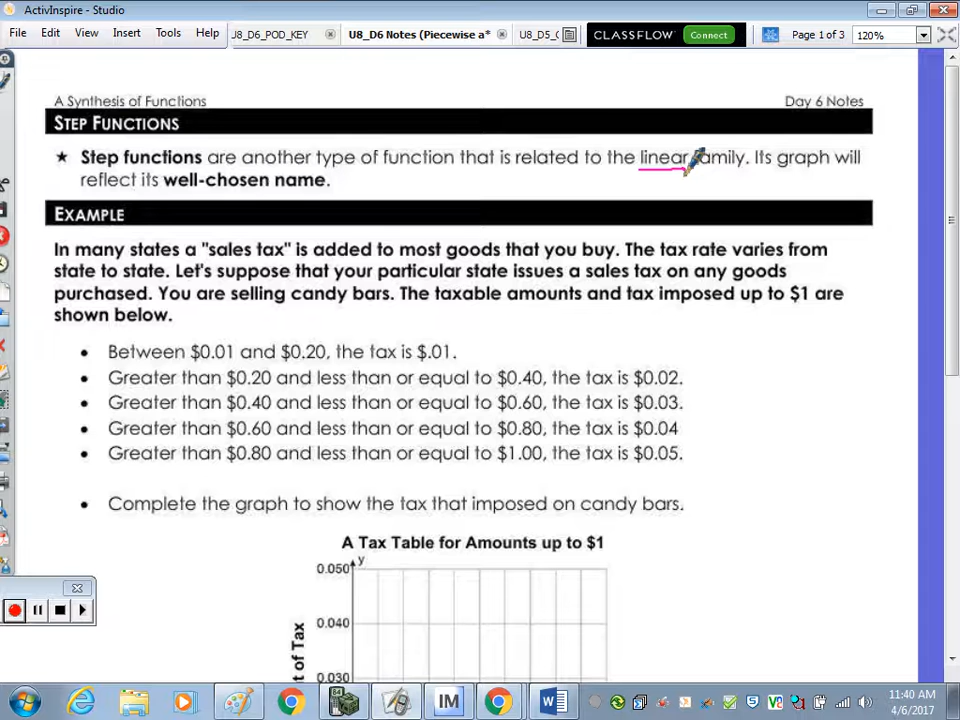 ActivInspire - Studio
File Edit View Insert Tools Help J8_D6_POD_KEY J8_D6 Notes (Piecewise a* U8_D5_( CLASSFLOW Connect Page 1 of 3 120%
A Synthesis of Functions Day 6 Notes
STEP FUNCTIONS
★ Step functions are another type of function that is related to the linear family. Its graph will
reflect its well-chosen name.
EXAMPLE
In many states a "sales tax" is added to most goods that you buy. The tax rate varies from
state to state. Let's suppose that your particular state issues a sales tax on any goods
purchased. You are selling candy bars. The taxable amounts and tax imposed up to $1 are
shown below.
• Between $0.01 and $0.20, the tax is $.01.
• Greater than $0.20 and less than or equal to $0.40, the tax is $0.02.
• Greater than $0.40 and less than or equal to $0.60, the tax is $0.03.
• Greater than $0.60 and less than or equal to $0.80, the tax is $0.04
• Greater than $0.80 and less than or equal to $1.00, the tax is $0.05.
• Complete the graph to show the tax that imposed on candy bars.
A Tax Table for Amounts up to $1
y
0.050
0.040
0.030
t of Tax
IM
11:40 AM
4/6/2017